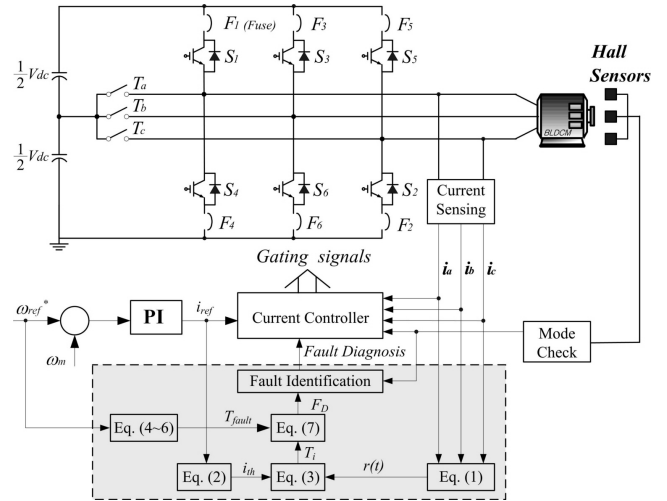 F1 (Fuse)
F3
F5
S1
S3
S5
Hall
Sensors
1/2 Vdc
Ta
Tb
Tc
BLDCM
1/2 Vdc
S4
S6
S2
F4
F6
F2
Current
Sensing
Gating signals
ia
ib
ic
ωref*
PI
iref
Current Controller
Mode
Check
ωm
Fault Diagnosis
Fault Identification
FD
Eq. (4~6)
Tfault
Eq. (7)
Ti
Eq. (2)
ith
Eq. (3)
r(t)
Eq. (1)